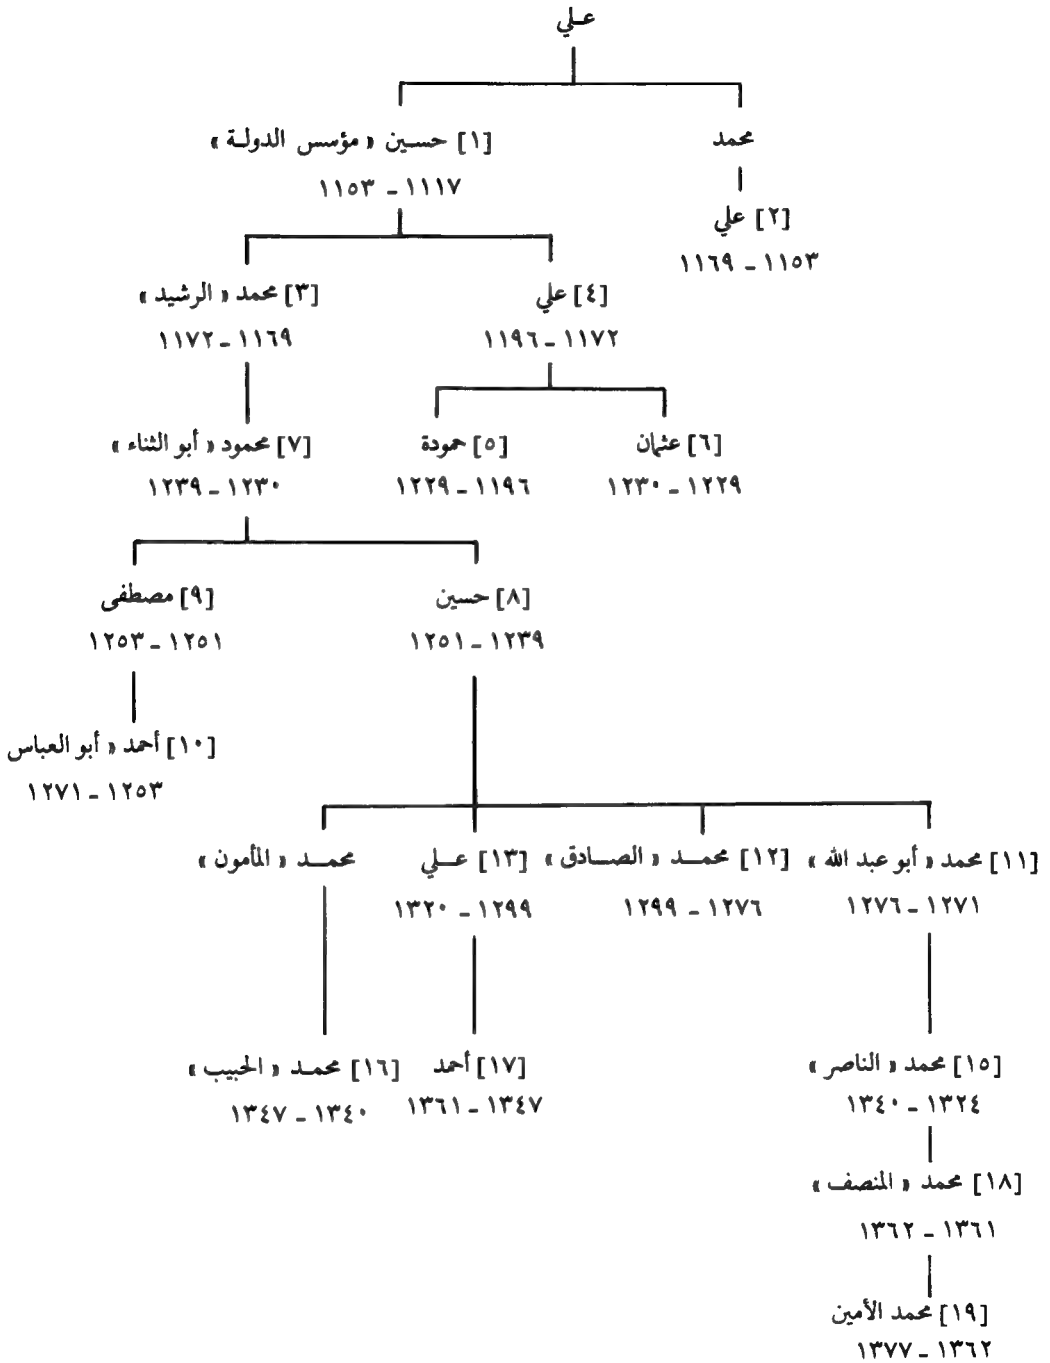 علي
[١] حسين « مؤسس الدولة »
محمد
١١١٧ ـ ١١٥٣
[٢] علي
١١٥٣ ـ ١١٦٩
[٤] علي
[٣] محمد « الرشيد »
١١٧٢ ـ ١١٩٦
١١٦٩ ـ ١١٧٢
[٦] عثمان
[٥] حمودة
[٧] محمود « أبو الثناء »
١٢٢٩ ـ ١٢٣٠
١١٩٦ ـ ١٢٢٩
١٢٣٠ ـ ١٢٣٩
[٨] حسين
[٩] مصطفى
١٢٣٩ ـ ١٢٥١
١٢٥١ ـ ١٢٥٣
[١٠] أحمد « أبو العباس
١٢٥٣ ـ ١٢٧١
[١١] محمد « أبو عبد الله »
[١٢] محمد « الصادق »
[١٣] علي
محمد « المأمون »
١٢٧١ ـ ١٢٧٦
١٢٧٦ ـ ١٢٩٩
١٢٩٩ ـ ١٣٢٠
[١٥] محمد « الناصر »
[١٧] أحمد
[١٦] محمد « الحبيب »
١٣٢٤ ـ ١٣٤٠
١٣٤٧ ـ ١٣٦١
١٣٤٠ ـ ١٣٤٧
[١٨] محمد « المنصف »
١٣٦١ ـ ١٣٦٢
[١٩] محمد الأمين
١٣٦٢ ـ ١٣٧٧